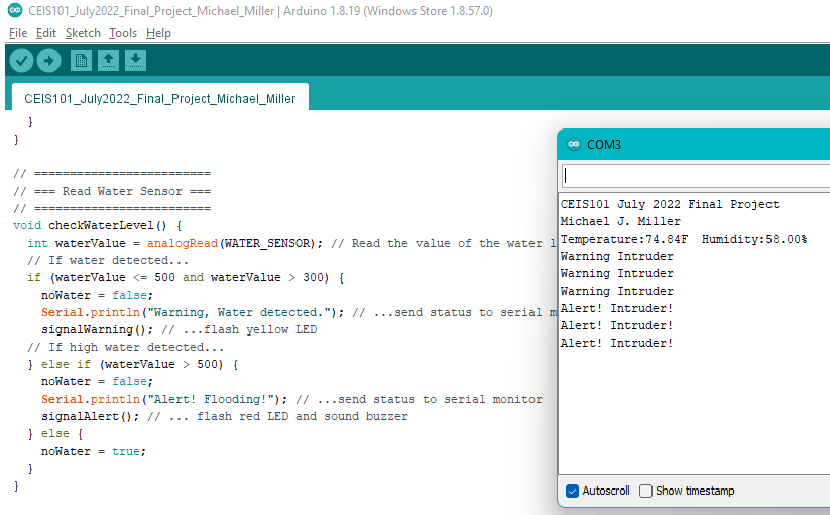 CEIS101_July2022_Final_Project_Michael_Miller | Arduino 1.8.19 (Windows Store 1.8.57.0)
File Edit Sketch Tools Help
CEIS101_July2022_Final_Project_Michael_Miller
}
}
// =========================
// === Read Water Sensor ===
// =========================
void checkWaterLevel() {
int waterValue = analogRead(WATER_SENSOR); // Read the value of the water l
// If water detected...
if (waterValue <= 500 and waterValue > 300) {
noWater = false;
Serial.println("Warning, Water detected."); // ...send status to serial m
signalWarning(); // ...flash yellow LED
// If high water detected...
} else if (waterValue > 500) {
noWater = false;
Serial.println("Alert! Flooding!"); // ...send status to serial monitor
signalAlert(); // ... flash red LED and sound buzzer
} else {
noWater = true;
}
}
COM3
CEIS101 July 2022 Final Project
Michael J. Miller
Temperature:74.84F  Humidity:58.00%
Warning Intruder
Warning Intruder
Warning Intruder
Alert! Intruder!
Alert! Intruder!
Alert! Intruder!
Autoscroll Show timestamp